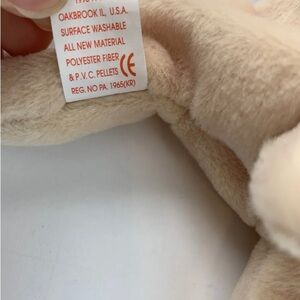 OAKBROOK IL, U.S.A.
SURFACE WASHABLE
ALL NEW MATERIAL
POLYESTER FIBER
& P.V.C. PELLETS CE
REG. NO PA. 1965(KR)